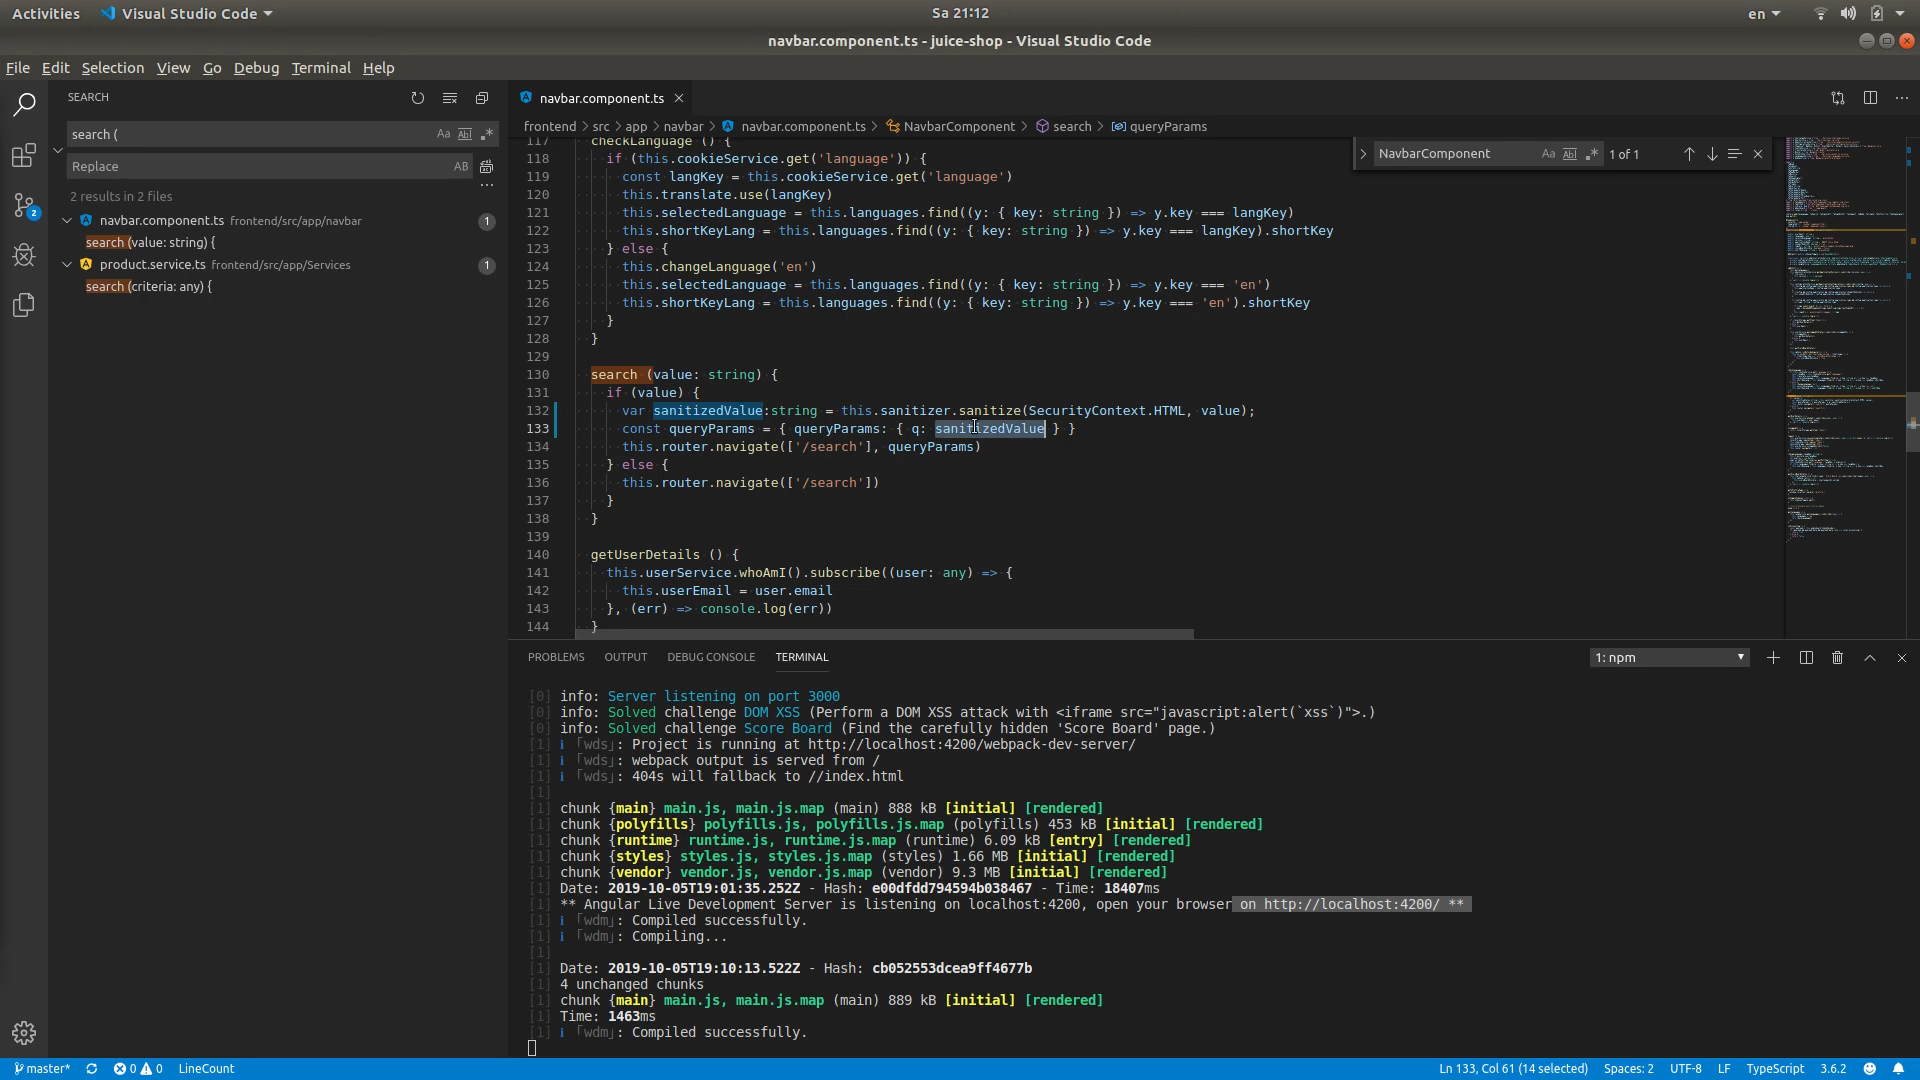 Activities Visual Studio Code Sa 21:12 en
navbar.component.ts - juice-shop - Visual Studio Code
File Edit Selection View Go Debug Terminal Help
SEARCH
search ( Aa Abl .*
Replace AB
2 results in 2 files
navbar.component.ts frontend/src/app/navbar 1
search (value: string) {
product.service.ts frontend/src/app/Services 1
search (criteria: any) {
2
navbar.component.ts
frontend > src > app > navbar > navbar.component.ts > NavbarComponent > search > queryParams
NavbarComponent Aa Abl .* 1 of 1
117 checkLanguage () {
118 if (this.cookieService.get('language')) {
119 const langKey = this.cookieService.get('language')
120 this.translate.use(langKey)
121 this.selectedLanguage = this.languages.find((y: { key: string }) => y.key === langKey)
122 this.shortKeyLang = this.languages.find((y: { key: string }) => y.key === langKey).shortKey
123 } else {
124 this.changeLanguage('en')
125 this.selectedLanguage = this.languages.find((y: { key: string }) => y.key === 'en')
126 this.shortKeyLang = this.languages.find((y: { key: string }) => y.key === 'en').shortKey
127 }
128 }
129
130 search (value: string) {
131 if (value) {
132 var sanitizedValue:string = this.sanitizer.sanitize(SecurityContext.HTML, value);
133 const queryParams = { queryParams: { q: sanitizedValue } }
134 this.router.navigate(['/search'], queryParams)
135 } else {
136 this.router.navigate(['/search'])
137 }
138 }
139
140 getUserDetails () {
141 this.userService.whoAmI().subscribe((user: any) => {
142 this.userEmail = user.email
143 }, (err) => console.log(err))
144 }
PROBLEMS OUTPUT DEBUG CONSOLE TERMINAL 1: npm
[0] info: Server listening on port 3000
[0] info: Solved challenge DOM XSS (Perform a DOM XSS attack with <iframe src="javascript:alert(`xss`)">.)
[0] info: Solved challenge Score Board (Find the carefully hidden 'Score Board' page.)
[1] ℹ 「wds」: Project is running at http://localhost:4200/webpack-dev-server/
[1] ℹ 「wds」: webpack output is served from /
[1] ℹ 「wds」: 404s will fallback to //index.html
[1]
[1] chunk {main} main.js, main.js.map (main) 888 kB [initial] [rendered]
[1] chunk {polyfills} polyfills.js, polyfills.js.map (polyfills) 453 kB [initial] [rendered]
[1] chunk {runtime} runtime.js, runtime.js.map (runtime) 6.09 kB [entry] [rendered]
[1] chunk {styles} styles.js, styles.js.map (styles) 1.66 MB [initial] [rendered]
[1] chunk {vendor} vendor.js, vendor.js.map (vendor) 9.3 MB [initial] [rendered]
[1] Date: 2019-10-05T19:01:35.252Z - Hash: e00dfdd794594b038467 - Time: 18407ms
[1] ** Angular Live Development Server is listening on localhost:4200, open your browser on http://localhost:4200/ **
[1] ℹ 「wdm」: Compiled successfully.
[1] ℹ 「wdm」: Compiling...
[1]
[1] Date: 2019-10-05T19:10:13.522Z - Hash: cb052553dcea9ff4677b
[1] 4 unchanged chunks
[1] chunk {main} main.js, main.js.map (main) 889 kB [initial] [rendered]
[1] Time: 1463ms
[1] ℹ 「wdm」: Compiled successfully.
master* 0 0 LineCount Ln 133, Col 61 (14 selected) Spaces: 2 UTF-8 LF TypeScript 3.6.2